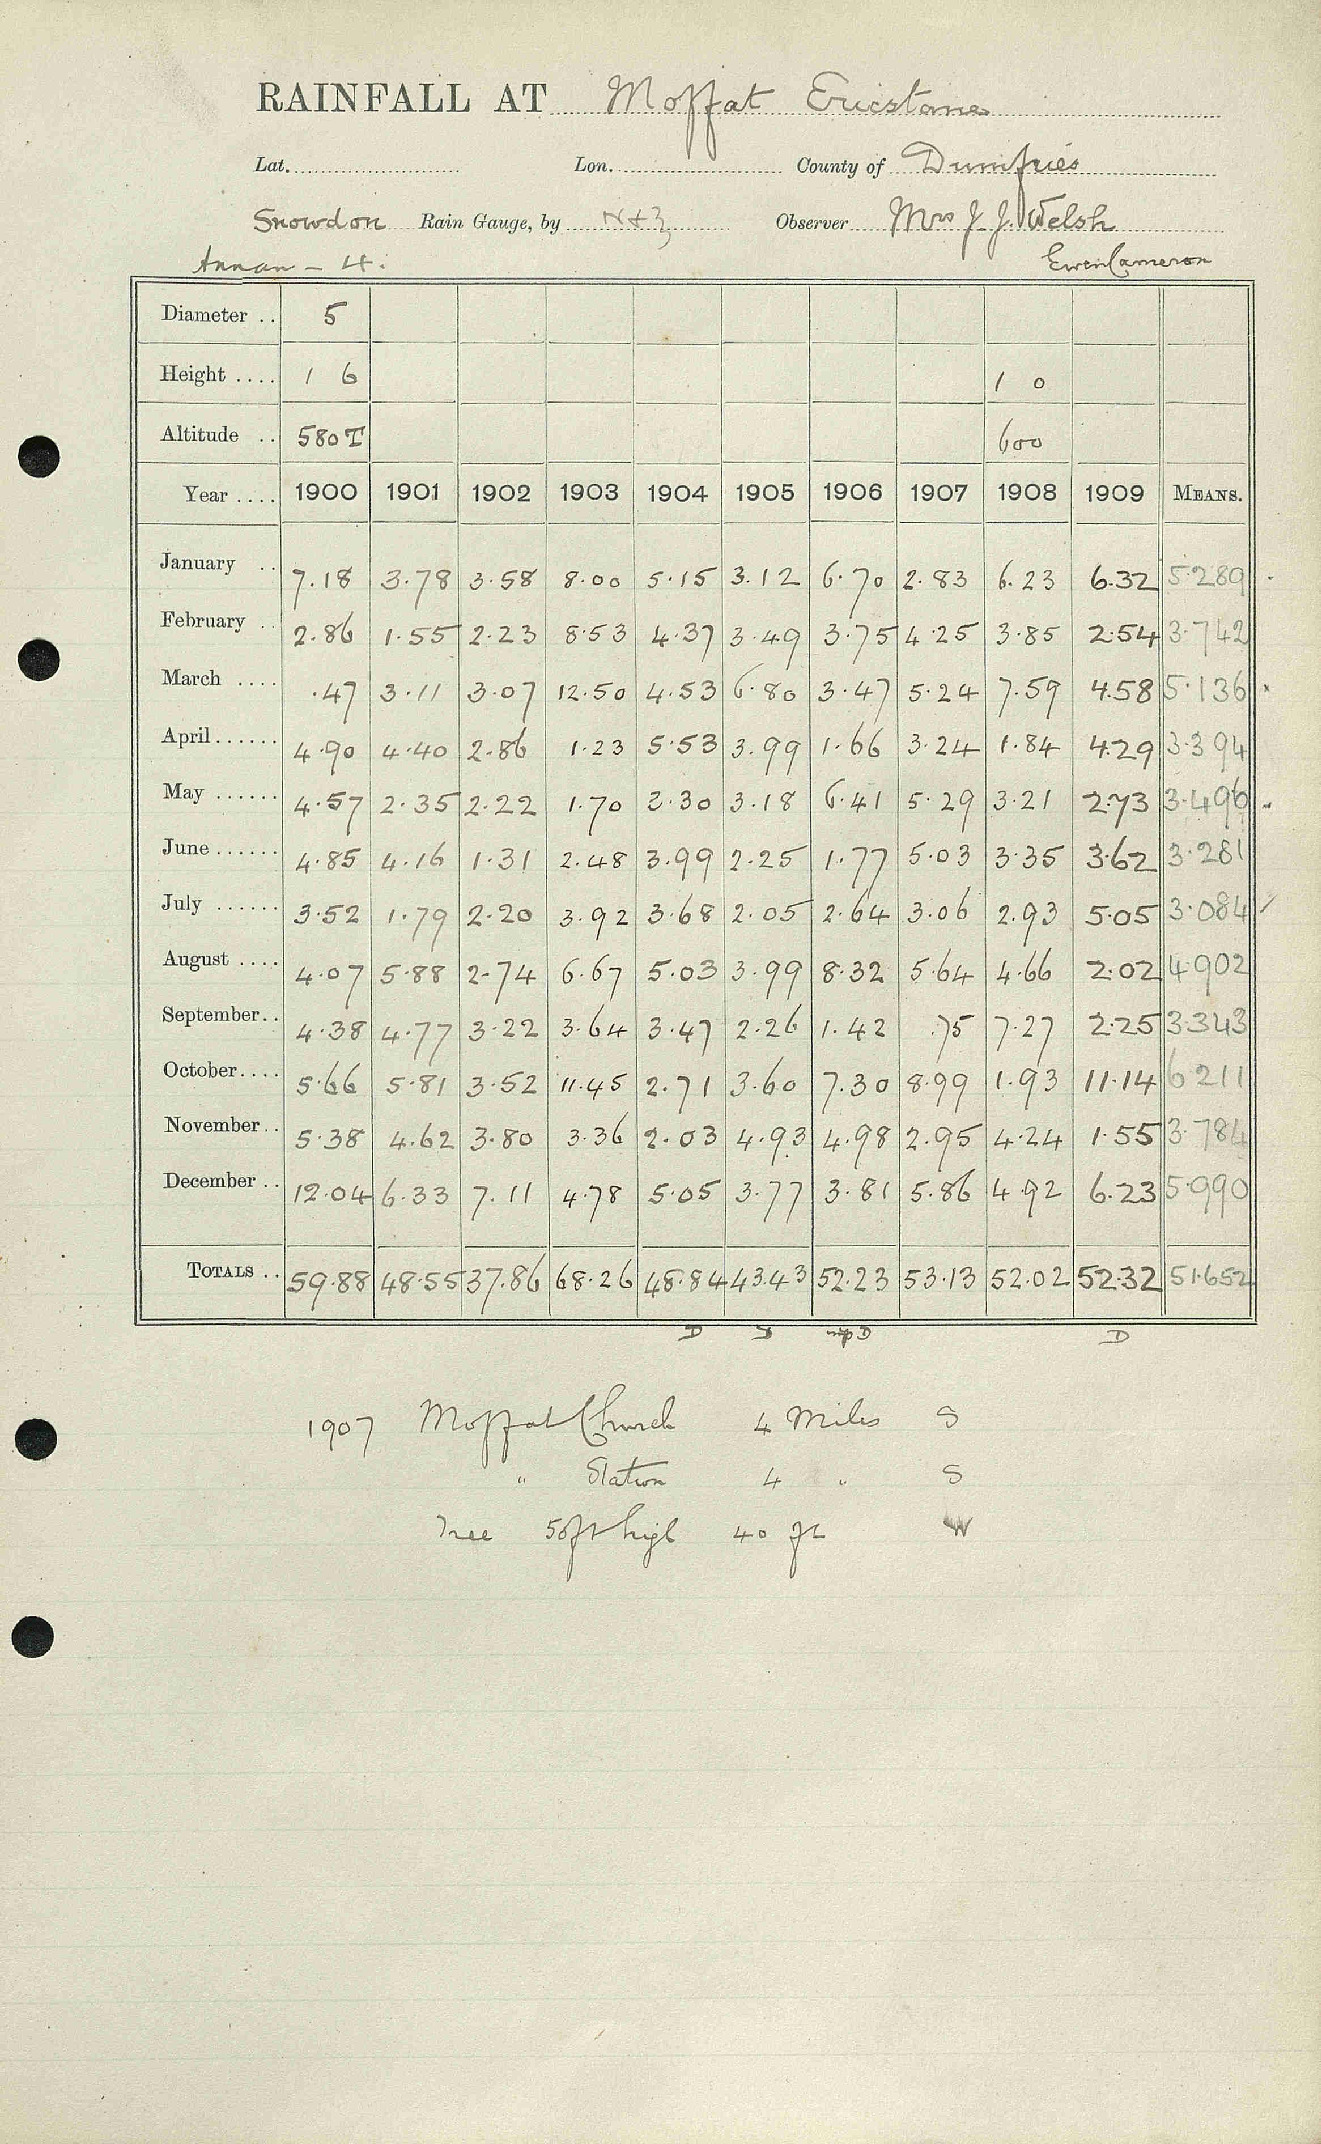 RAINFALL AT Moffat Ericstane
Lat. Lon. County of Dumfries
Snowdon Rain Gauge, by N+Z Observer Mrs J. J. Welsh
Annan - 4. Ewen Cameron
Diameter .. 5
Height .... 1 6 1 0
Altitude .. 580 T 600
Year .... 1900 1901 1902 1903 1904 1905 1906 1907 1908 1909 MEANS.
January .. 7.18 3.78 3.58 8.00 5.15 3.12 6.70 2.83 6.23 6.32 5.289
February .. 2.86 1.55 2.23 8.53 4.37 3.49 3.75 4.25 3.85 2.54 3.742
March .... .47 3.11 3.07 12.50 4.53 6.80 3.47 5.24 7.59 4.58 5.136
April...... 4.90 4.40 2.86 1.23 5.53 3.99 1.66 3.24 1.84 4.29 3.394
May ...... 4.57 2.35 2.22 1.70 3.30 3.18 6.41 5.29 3.21 2.73 3.496
June ...... 4.85 4.16 1.31 2.48 3.99 2.25 1.77 5.03 3.35 3.62 3.281
July ...... 3.52 1.79 2.20 3.92 3.68 2.05 2.64 3.06 2.93 5.05 3.084
August .... 4.07 5.88 2.74 6.67 5.03 3.99 8.32 5.64 4.66 2.02 4.902
September.. 4.38 4.77 3.22 3.64 3.47 2.26 1.42 .75 7.27 2.25 3.343
October.... 5.66 5.81 3.52 11.45 2.71 3.60 7.30 8.99 1.93 11.14 6.211
November.. 5.38 4.62 3.80 3.36 2.03 4.93 4.98 2.95 4.24 1.55 3.784
December .. 12.04 6.33 7.11 4.78 5.05 3.77 3.81 5.86 4.92 6.23 5.990
TOTALS .. 59.88 48.55 37.86 68.26 48.84 43.43 52.23 53.13 52.02 52.32 51.652
D D D D
1907 Moffat Church 4 Miles S
" Station 4 " S
Tree 50ft high 40 ft W